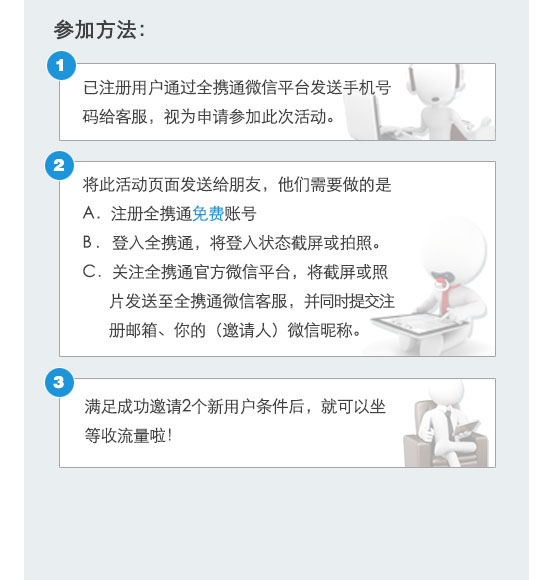 参加方法：
1
已注册用户通过全携通微信平台发送手机号
码给客服，视为申请参加此次活动。
2
将此活动页面发送给朋友，他们需要做的是
A. 注册全携通免费账号
B. 登入全携通，将登入状态截屏或拍照。
C. 关注全携通官方微信平台，将截屏或照
片发送至全携通微信客服，并同时提交注
册邮箱、你的（邀请人）微信昵称。
3
满足成功邀请2个新用户条件后，就可以坐
等收流量啦！